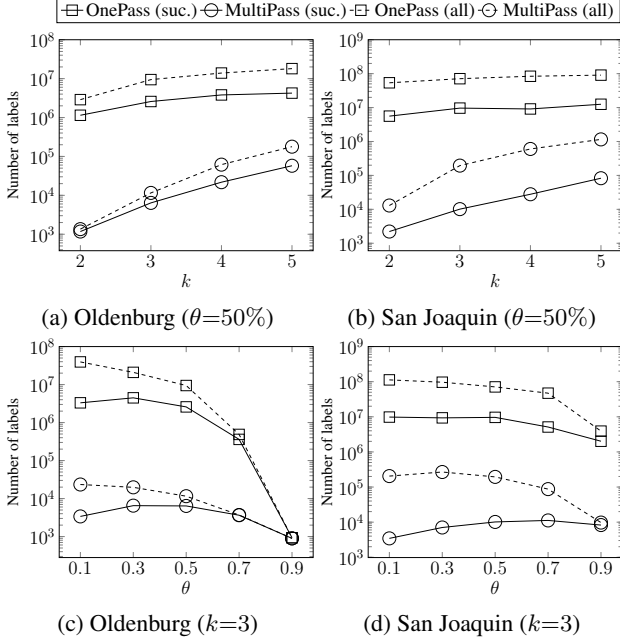 OnePass (suc.) MultiPass (suc.) OnePass (all) MultiPass (all)
10^8
10^7
10^6
10^5
10^4
10^3
Number of labels
2 3 4 5
k
(a) Oldenburg (θ=50%)
10^9
10^8
10^7
10^6
10^5
10^4
10^3
Number of labels
2 3 4 5
k
(b) San Joaquin (θ=50%)
10^8
10^7
10^6
10^5
10^4
10^3
Number of labels
0.1 0.3 0.5 0.7 0.9
θ
(c) Oldenburg (k=3)
10^9
10^8
10^7
10^6
10^5
10^4
10^3
Number of labels
0.1 0.3 0.5 0.7 0.9
θ
(d) San Joaquin (k=3)